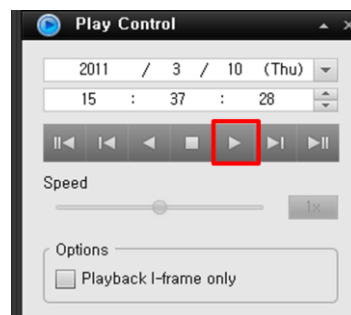 Play Control
2011 / 3 / 10 (Thu)
15 : 37 : 28
Speed
1x
Options
Playback I-frame only